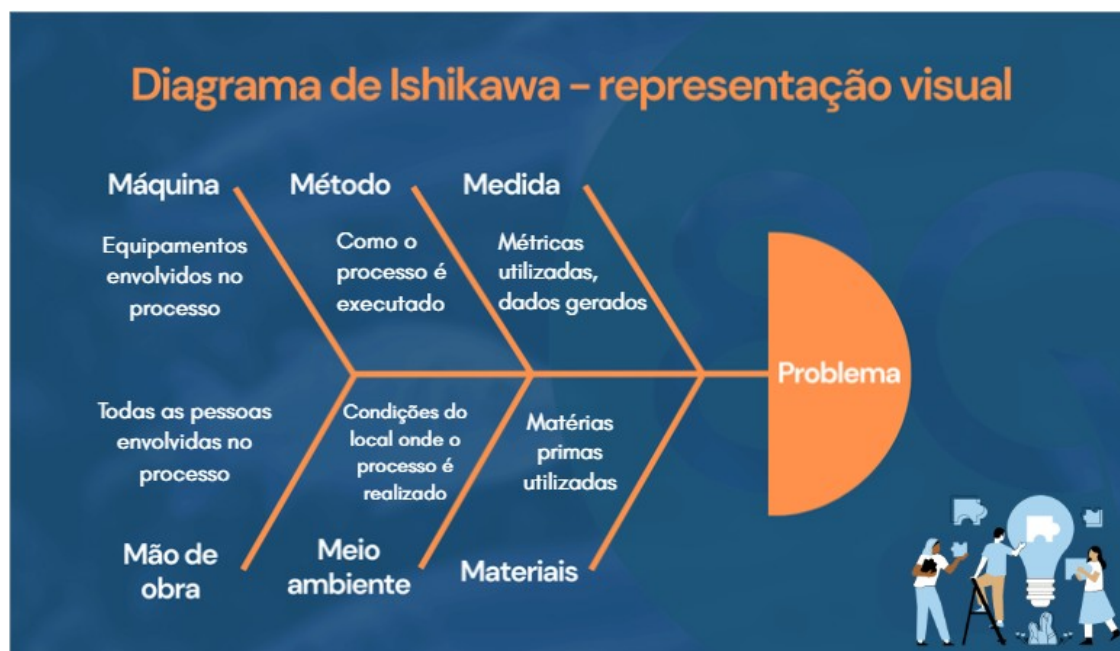 Diagrama de Ishikawa – representação visual
Máquina
Método
Medida
Equipamentos
envolvidos no
processo
Como o
processo é
executado
Métricas
utilizadas,
dados gerados
Problema
Todas as pessoas
envolvidas no
processo
Condições do
local onde o
processo é
realizado
Matérias
primas
utilizadas
Mão de
obra
Meio
ambiente
Materiais